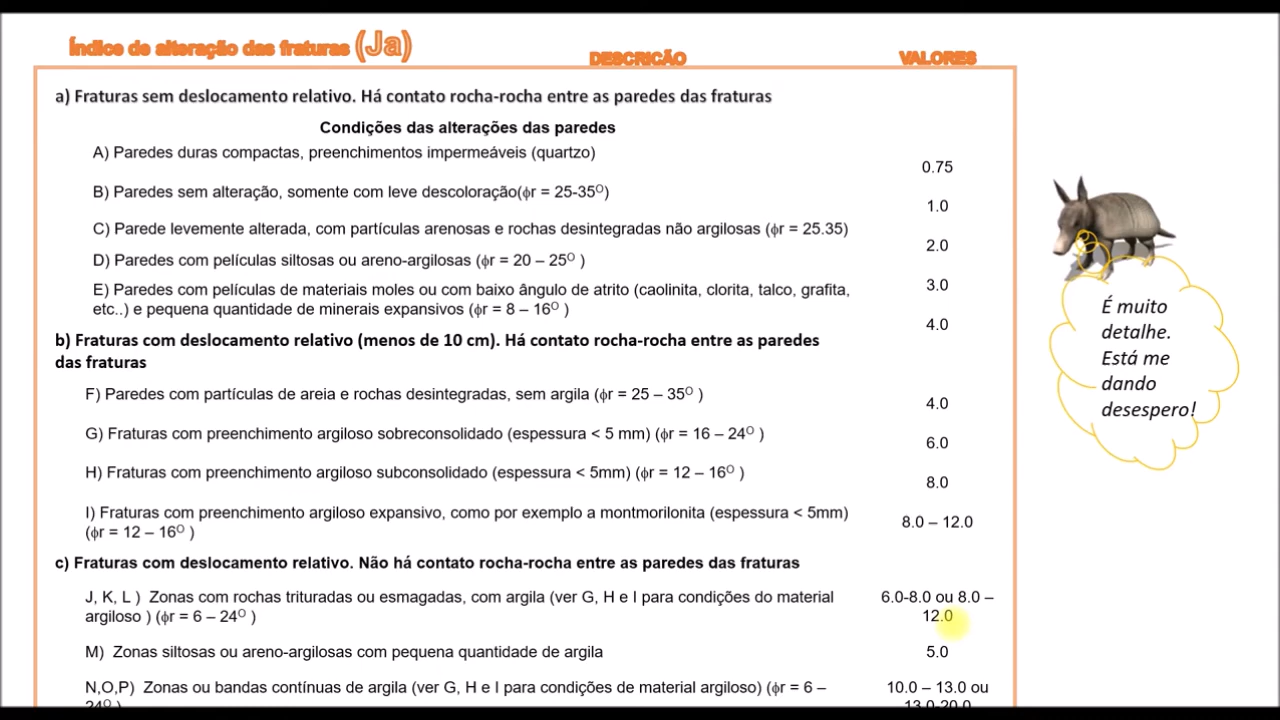 Índice de alteração das fraturas (Ja)
DESCRICÃO
VALORES
a) Fraturas sem deslocamento relativo. Há contato rocha-rocha entre as paredes das fraturas
Condições das alterações das paredes
A) Paredes duras compactas, preenchimentos impermeáveis (quartzo)
0.75
B) Paredes sem alteração, somente com leve descoloração(ϕr = 25-35º)
1.0
C) Parede levemente alterada, com partículas arenosas e rochas desintegradas não argilosas (ϕr = 25.35)
2.0
D) Paredes com películas siltosas ou areno-argilosas (ϕr = 20 – 25º )
3.0
E) Paredes com películas de materiais moles ou com baixo ângulo de atrito (caolinita, clorita, talco, grafita,
etc..) e pequena quantidade de minerais expansivos (ϕr = 8 – 16º )
4.0
b) Fraturas com deslocamento relativo (menos de 10 cm). Há contato rocha-rocha entre as paredes
das fraturas
F) Paredes com partículas de areia e rochas desintegradas, sem argila (ϕr = 25 – 35º )
4.0
G) Fraturas com preenchimento argiloso sobreconsolidado (espessura < 5 mm) (ϕr = 16 – 24º )
6.0
H) Fraturas com preenchimento argiloso subconsolidado (espessura < 5mm) (ϕr = 12 – 16º )
8.0
I) Fraturas com preenchimento argiloso expansivo, como por exemplo a montmorilonita (espessura < 5mm)
(ϕr = 12 – 16º )
8.0 – 12.0
c) Fraturas com deslocamento relativo. Não há contato rocha-rocha entre as paredes das fraturas
J, K, L ) Zonas com rochas trituradas ou esmagadas, com argila (ver G, H e I para condições do material
argiloso ) (ϕr = 6 – 24º )
6.0-8.0 ou 8.0 –
12.0
M) Zonas siltosas ou areno-argilosas com pequena quantidade de argila
5.0
N,O,P) Zonas ou bandas contínuas de argila (ver G, H e I para condições de material argiloso) (ϕr = 6 –
24º )
10.0 – 13.0 ou
13.0-20.0
É muito
detalhe.
Está me
dando
desespero!